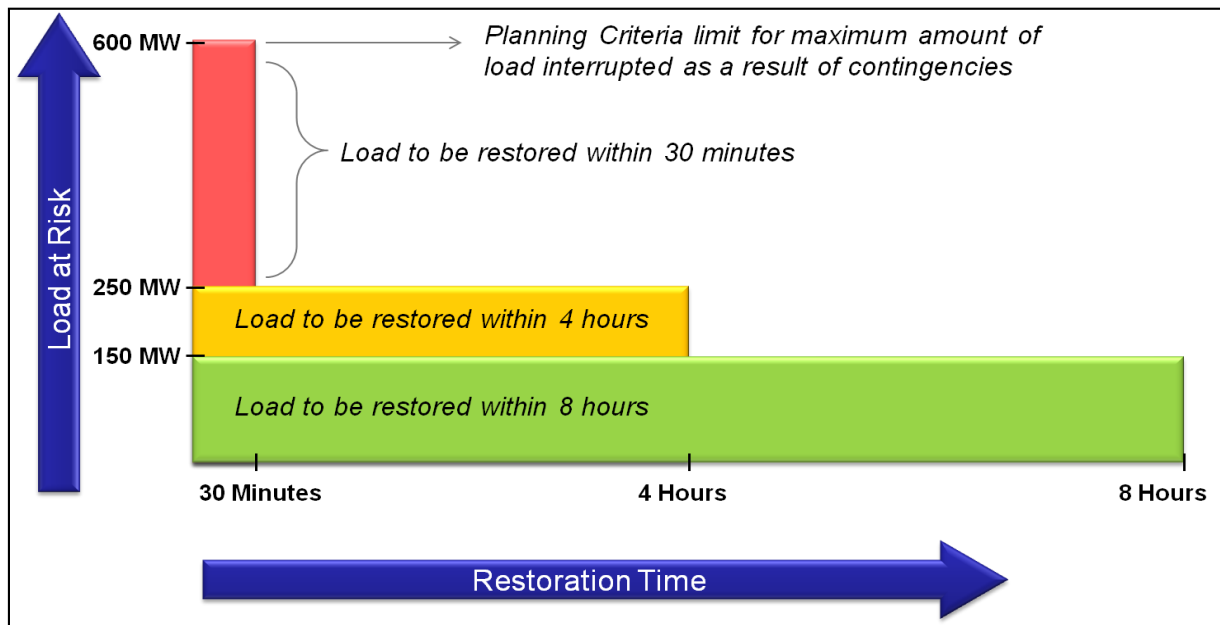 600 MW
Planning Criteria limit for maximum amount of
load interrupted as a result of contingencies
Load to be restored within 30 minutes
Load at Risk
250 MW
Load to be restored within 4 hours
150 MW
Load to be restored within 8 hours
30 Minutes
4 Hours
8 Hours
Restoration Time